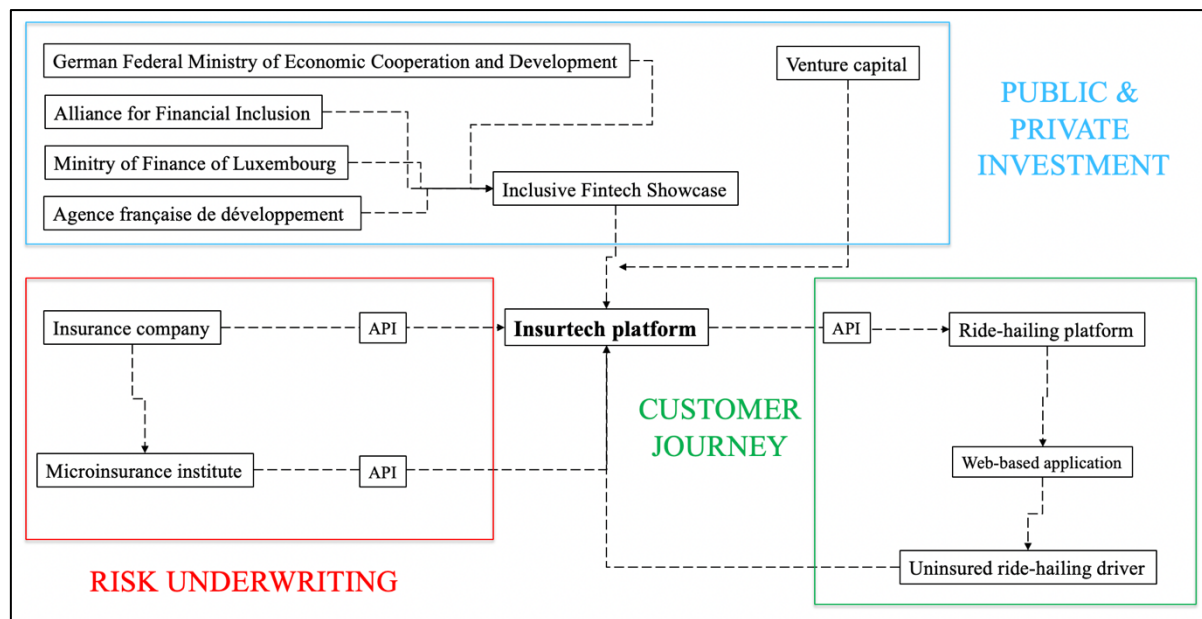 German Federal Ministry of Economic Cooperation and Development
Venture capital
PUBLIC &
PRIVATE
INVESTMENT
Alliance for Financial Inclusion
Minitry of Finance of Luxembourg
Inclusive Fintech Showcase
Agence française de développement
Insurance company
API
Insurtech platform
API
Ride-hailing platform
CUSTOMER
JOURNEY
Microinsurance institute
API
Web-based application
RISK UNDERWRITING
Uninsured ride-hailing driver